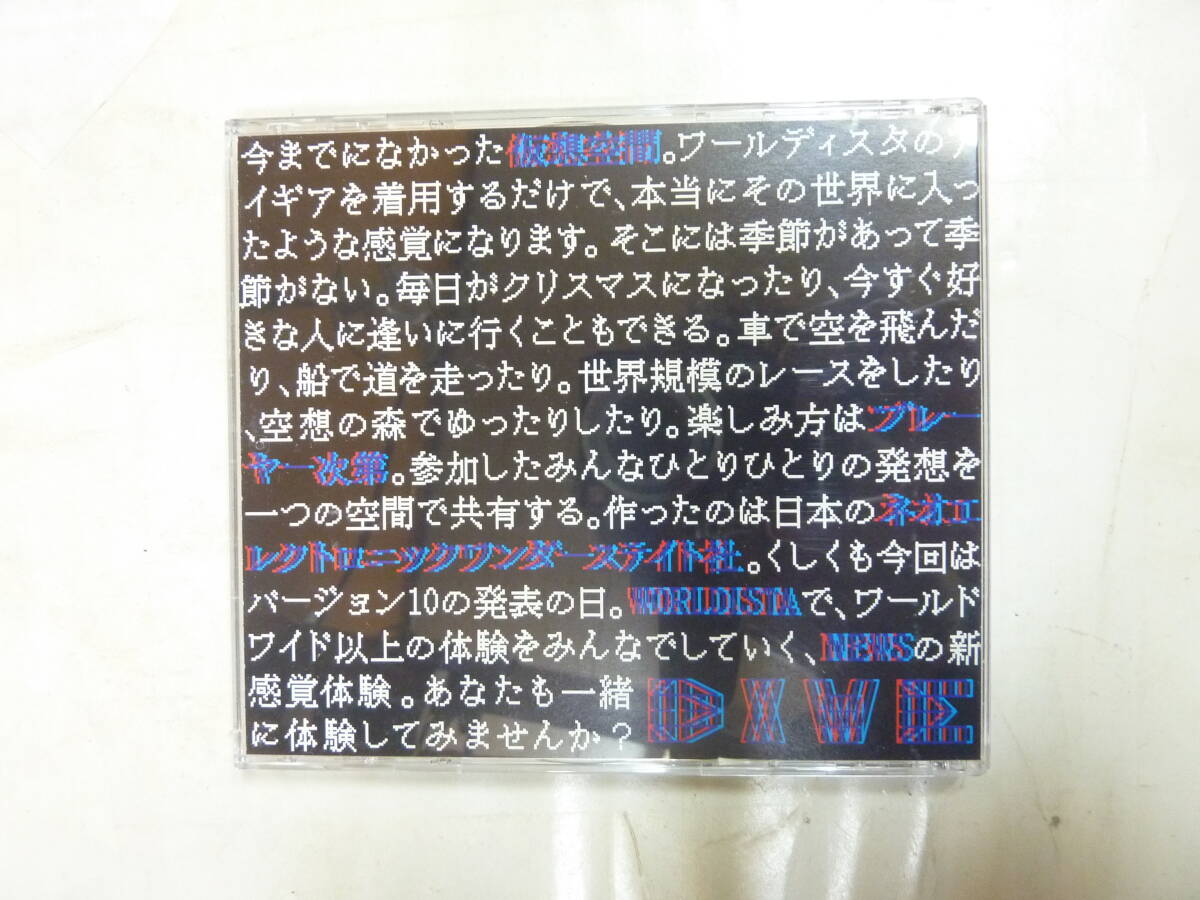 今までになかった仮想空間。ワールディスタのナ
イギアを着用するだけで、本当にその世界に入っ
たような感覚になります。そこには季節があって季
節がない。毎日がクリスマスになったり、今すぐ好
きな人に逢いに行くこともできる。車で空を飛んだ
り、船で道を走ったり。世界規模のレースをしたり
、空想の森でゆったりしたり。楽しみ方はプレー
ヤー次第。参加したみんなひとりひとりの発想を
一つの空間で共有する。作ったのは日本のネオエ
レクトロニックワンダーステイト社。くしくも今回は
バージョン10の発表の日。WORLDISTAで、ワールド
ワイド以上の体験をみんなでしていく、NEWSの新
感覚体験。あなたも一緒
に体験してみませんか?
DIVE